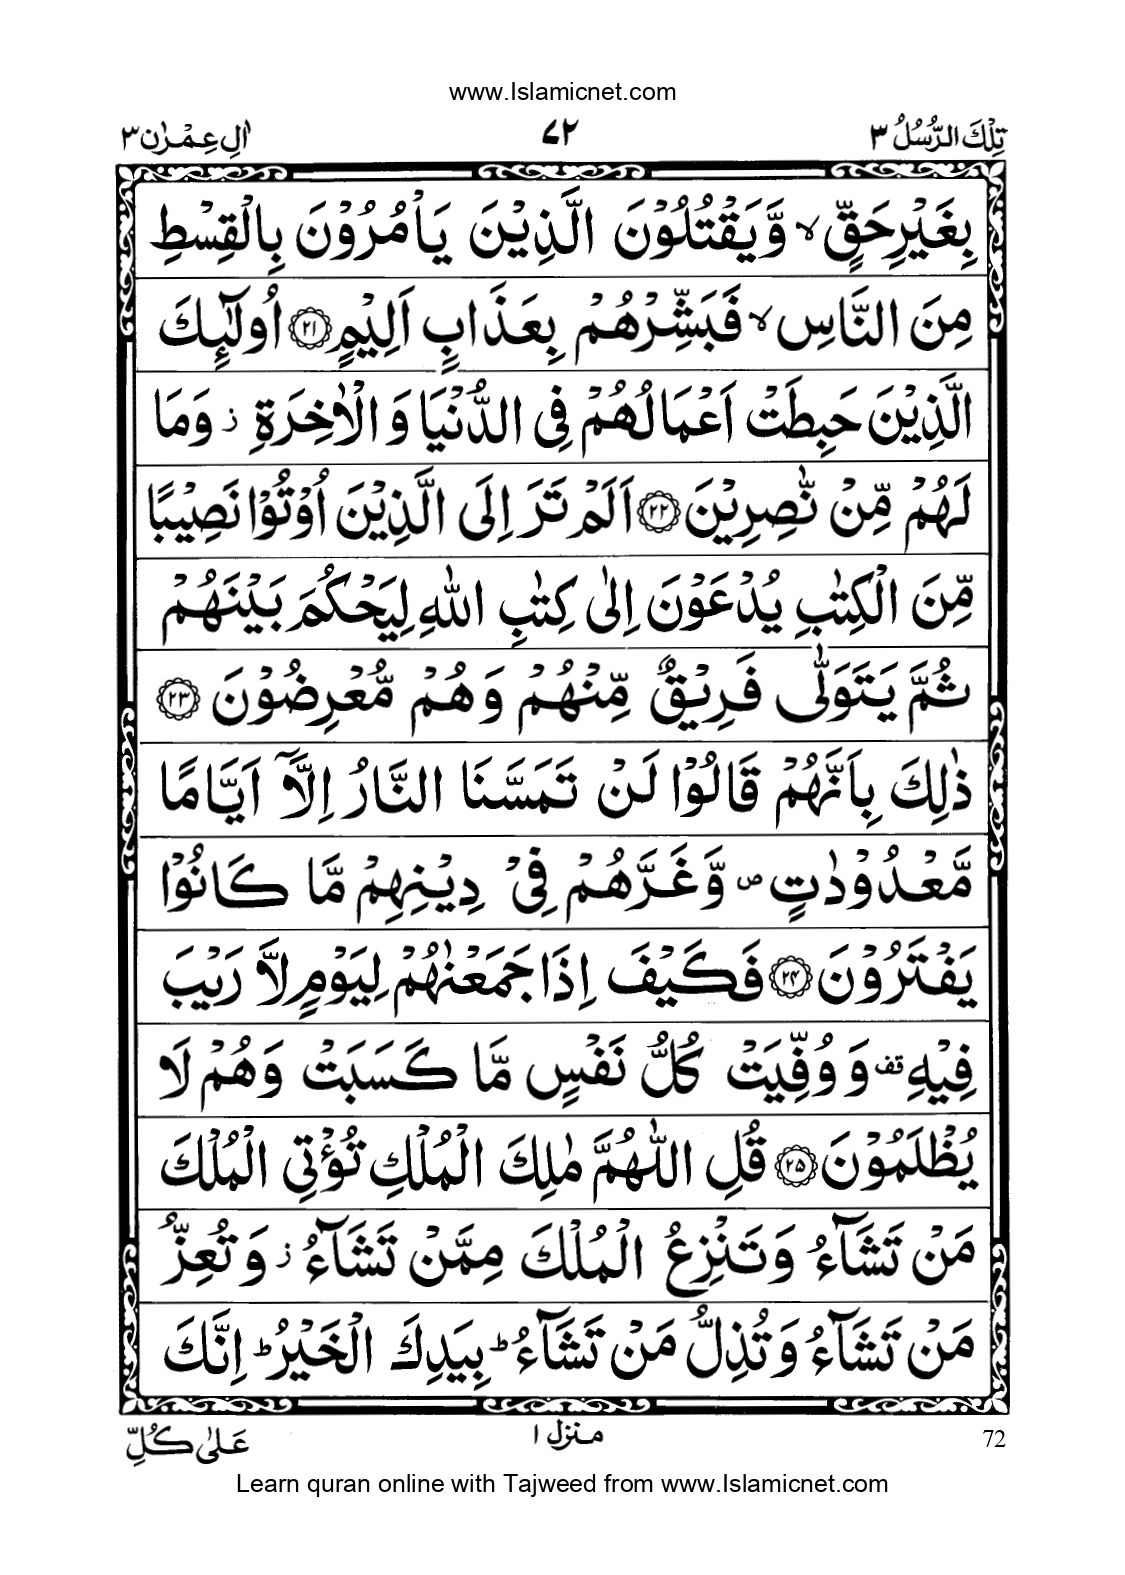 www.Islamicnet.com
تِلْكَ الرُّسُلُ ٣ ٧٢ اٰلِ عِمْرٰن ٣
بِغَيْرِ حَقٍّ ۙ وَّيَقْتُلُوْنَ الَّذِيْنَ يَاْمُرُوْنَ بِالْقِسْطِ
مِنَ النَّاسِ ۙ فَبَشِّرْهُمْ بِعَذَابٍ اَلِيْمٍ ﴿٢١﴾ اُولٰٓئِكَ
الَّذِيْنَ حَبِطَتْ اَعْمَالُهُمْ فِى الدُّنْيَا وَ الْاٰخِرَةِ ز وَمَا
لَهُمْ مِّنْ نّٰصِرِيْنَ ﴿٢٢﴾ اَلَمْ تَرَ اِلَى الَّذِيْنَ اُوْتُوْا نَصِيْبًا
مِّنَ الْكِتٰبِ يُدْعَوْنَ اِلٰى كِتٰبِ اللّٰهِ لِيَحْكُمَ بَيْنَهُمْ
ثُمَّ يَتَوَلّٰى فَرِيْقٌ مِّنْهُمْ وَهُمْ مُّعْرِضُوْنَ ﴿٢٣﴾
ذٰلِكَ بِاَنَّهُمْ قَالُوْا لَنْ تَمَسَّنَا النَّارُ اِلَّآ اَيَّامًا
مَّعْدُوْدٰتٍ ص وَّغَرَّهُمْ فِىْ دِيْنِهِمْ مَّا كَانُوْا
يَفْتَرُوْنَ ﴿٢٤﴾ فَكَيْفَ اِذَا جَمَعْنٰهُمْ لِيَوْمٍ لَّا رَيْبَ
فِيْهِ قف وَ وُفِّيَتْ كُلُّ نَفْسٍ مَّا كَسَبَتْ وَهُمْ لَا
يُظْلَمُوْنَ ﴿٢٥﴾ قُلِ اللّٰهُمَّ مٰلِكَ الْمُلْكِ تُؤْتِى الْمُلْكَ
مَنْ تَشَآءُ وَتَنْزِعُ الْمُلْكَ مِمَّنْ تَشَآءُ ز وَتُعِزُّ
مَنْ تَشَآءُ وَتُذِلُّ مَنْ تَشَآءُ ؕ بِيَدِكَ الْخَيْرُ ؕ اِنَّكَ
عَلٰى كُلِّ
منزل ١
72
Learn quran online with Tajweed from www.Islamicnet.com